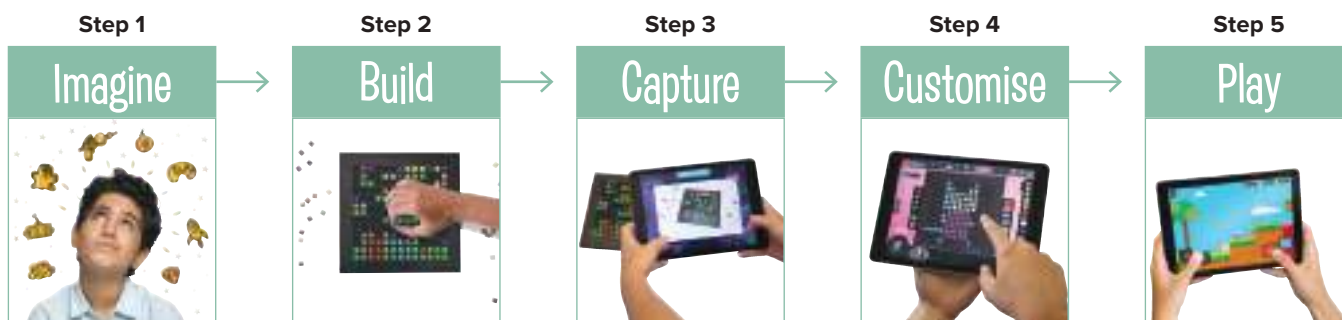 Step 1
Imagine
Step 2
Build
Step 3
Capture
Step 4
Customise
Step 5
Play